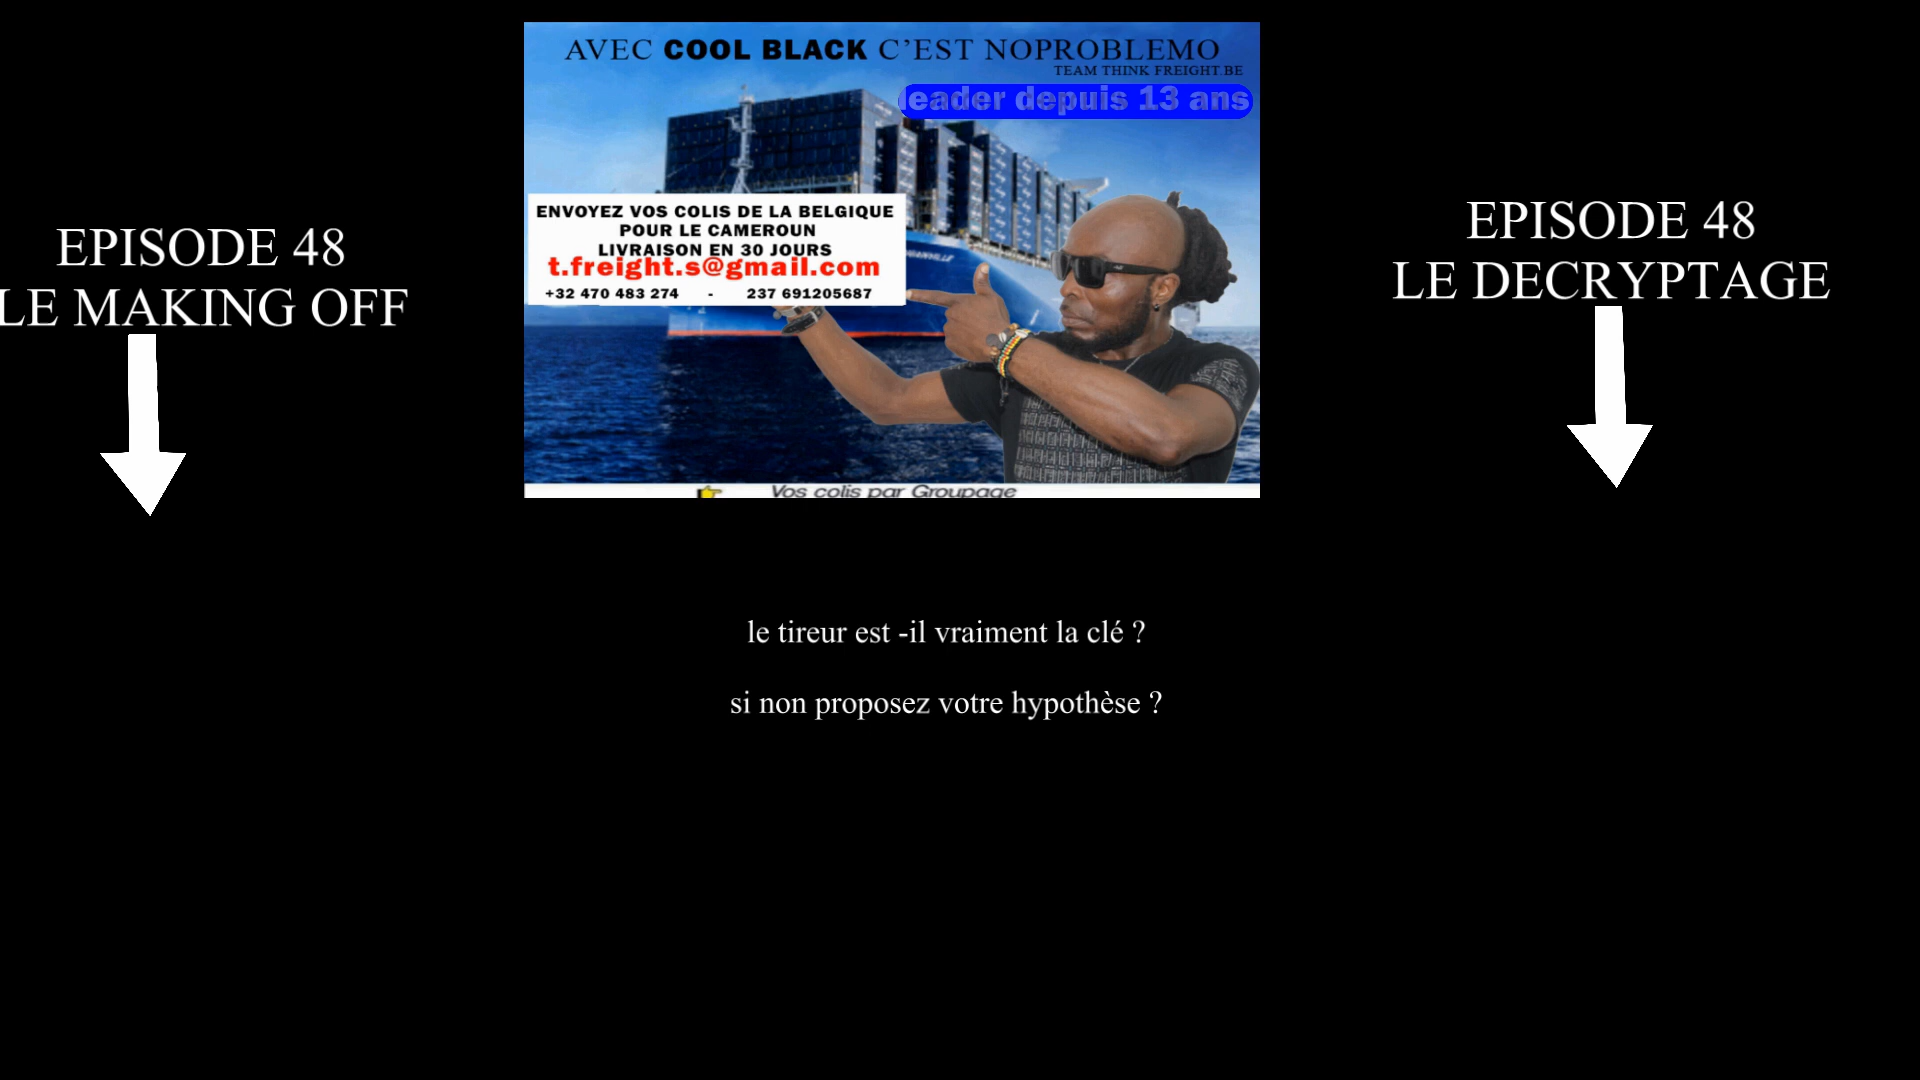 AVEC COOL BLACK C'EST NOPROBLEMO
TEAM THINK FREIGHT.BE
leader depuis 13 ans
ENVOYEZ VOS COLIS DE LA BELGIQUE
POUR LE CAMEROUN
LIVRAISON EN 30 JOURS
t.freight.s@gmail.com
+32 470 483 274 - 237 691205687
Vos colis par Groupage
EPISODE 48
LE MAKING OFF
EPISODE 48
LE DECRYPTAGE
le tireur est -il vraiment la clé ?
si non proposez votre hypothèse ?